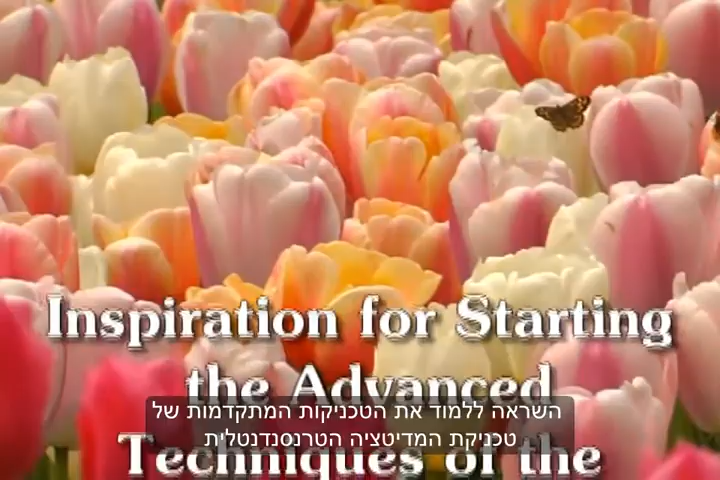 Inspiration for Starting
the Advanced
השראה ללמוד את הטכניקות המתקדמות של
טכניקת המדיטציה הטרנסנדנטלית
Techniques of the